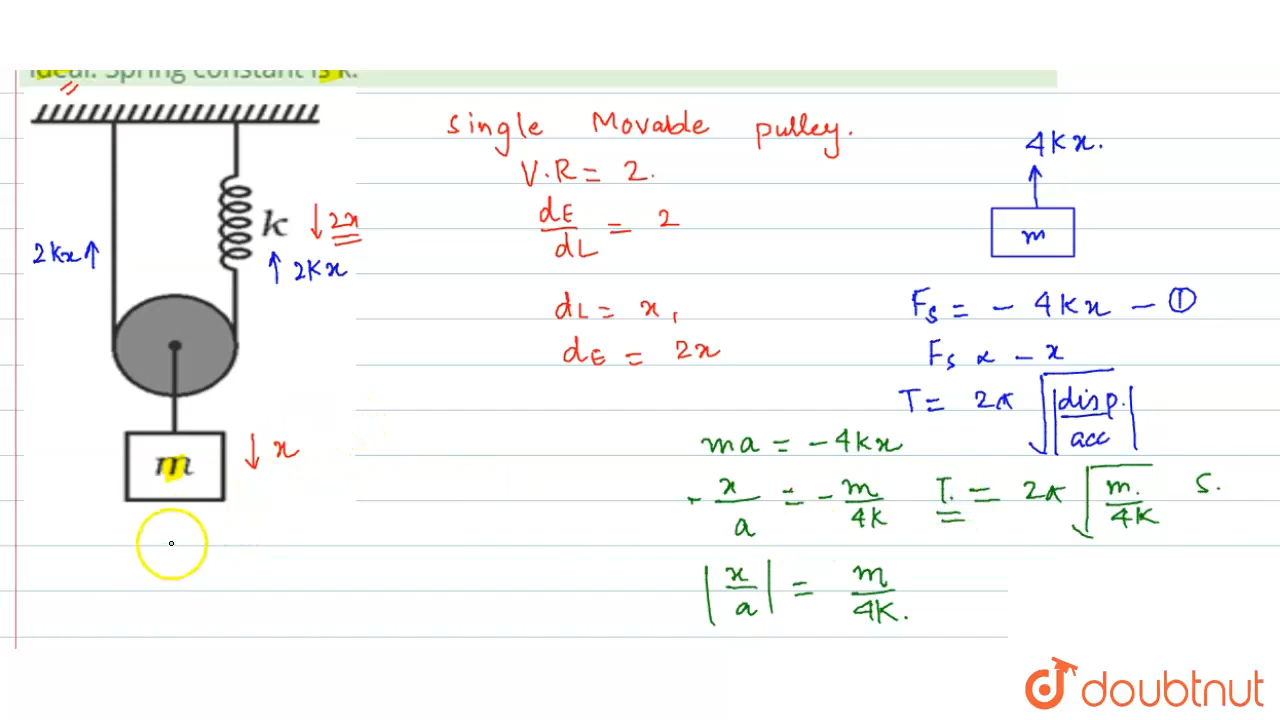 ideal. Spring constant is k.
Single Movable pulley.
V.R = 2.
dE/dL = 2
dL = x,
dE = 2x
k
↓ 2x
2Kx ↑
↑ 2Kx
m
↓ x
4Kx.
m
Fs = - 4Kx - ①
Fs ∝ - x
T = 2π √|disp./acc|
ma = - 4Kx
- x/a = - m/4K
T. = 2π √m./4K S.
|x/a| = m/4K.
doubtnut